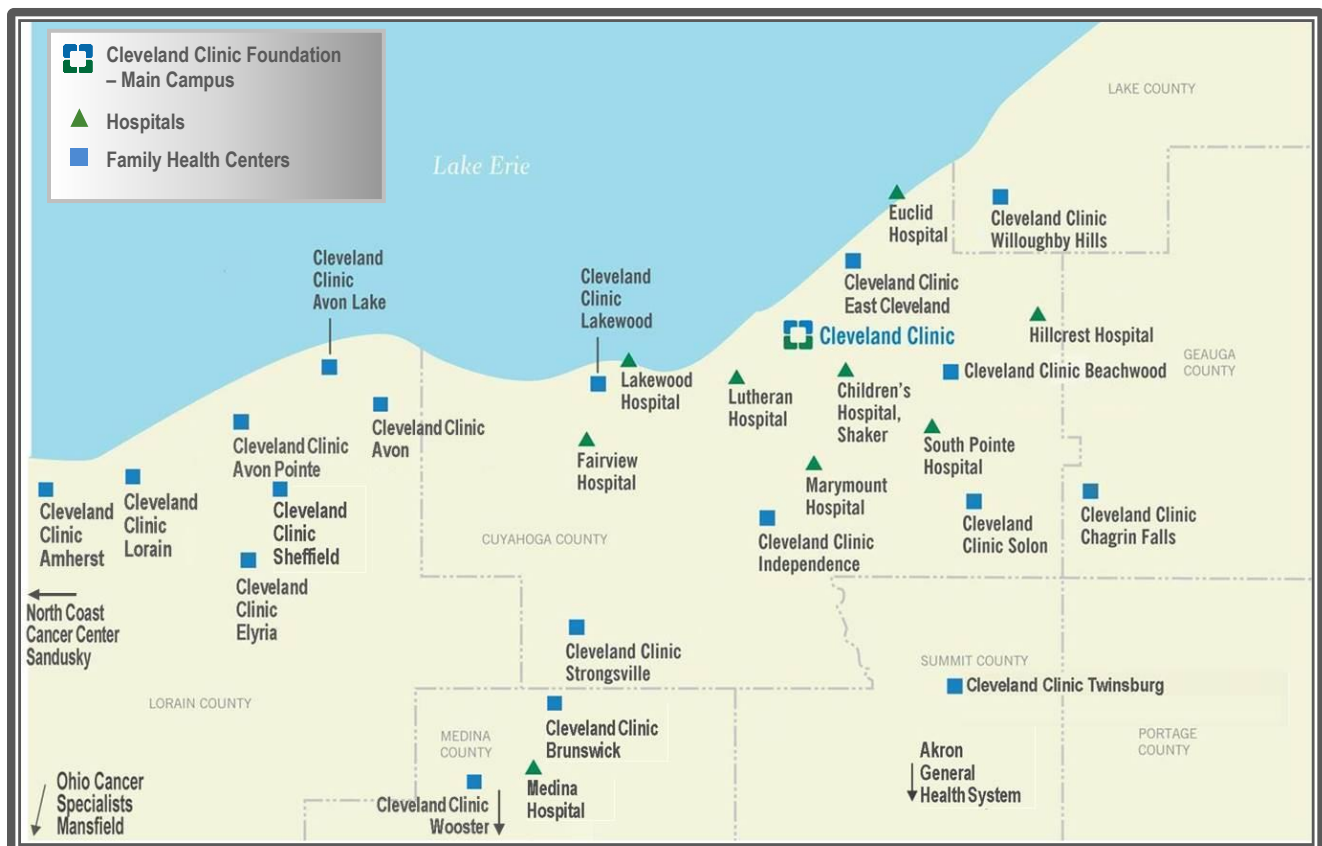 Cleveland Clinic Foundation
– Main Campus
Hospitals
Family Health Centers
Lake Erie
LAKE COUNTY
Euclid
Hospital
Cleveland Clinic
Willoughby Hills
Cleveland
Clinic
Avon Lake
Cleveland
Clinic
Lakewood
Cleveland Clinic
East Cleveland
Cleveland Clinic
Hillcrest Hospital
GEAUGA
COUNTY
Cleveland Clinic Beachwood
Lakewood
Hospital
Lutheran
Hospital
Children's
Hospital,
Shaker
Cleveland Clinic
Avon
Cleveland Clinic
Avon Pointe
South Pointe
Hospital
Fairview
Hospital
Marymount
Hospital
Cleveland
Clinic
Amherst
Cleveland
Clinic
Lorain
Cleveland
Clinic
Sheffield
CUYAHOGA COUNTY
Cleveland Clinic
Independence
Cleveland
Clinic Solon
Cleveland Clinic
Chagrin Falls
Cleveland
Clinic
Elyria
North Coast
Cancer Center
Sandusky
Cleveland Clinic
Strongsville
SUMMIT COUNTY
Cleveland Clinic Twinsburg
LORAIN COUNTY
MEDINA
COUNTY
Cleveland Clinic
Brunswick
PORTAGE
COUNTY
Akron
General
Health System
Ohio Cancer
Specialists
Mansfield
Cleveland Clinic
Wooster
Medina
Hospital